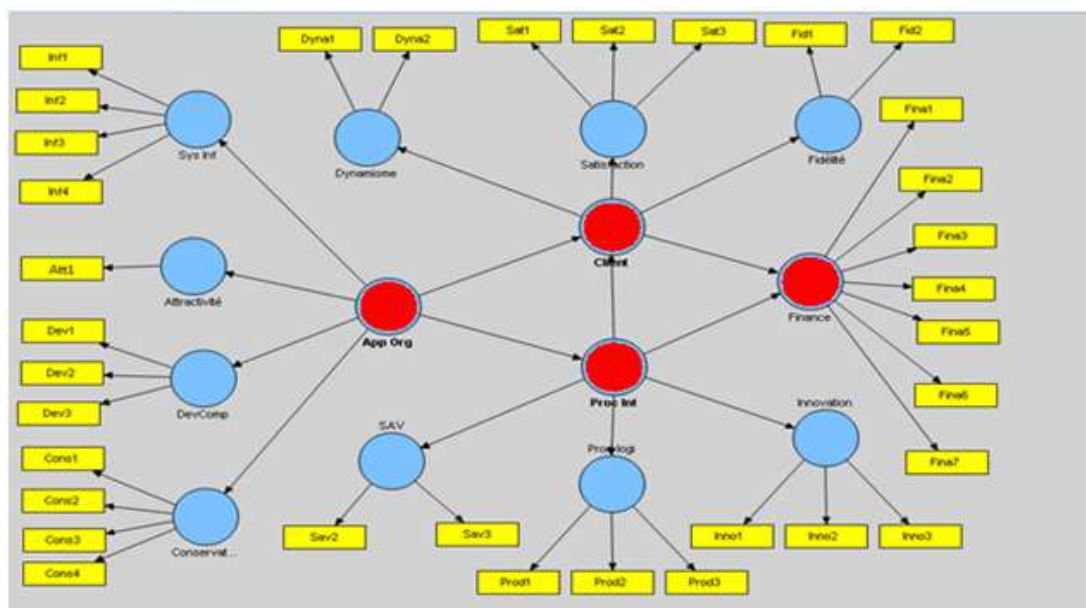 Inf1
Inf2
Inf3
Inf4
Sys Int
Dyna1
Dyna2
Dynamisme
Sat1
Sat2
Sat3
Satisfaction
Fid1
Fid2
Fidélité
Att1
Attractivité
App Org
Client
Proc Int
Finance
Fina1
Fina2
Fina3
Fina4
Fina5
Fina6
Fina7
Dev1
Dev2
Dev3
DevComp
Cons1
Cons2
Cons3
Cons4
Conservat...
SAV
Sav2
Sav3
Prod1
Prod2
Prod3
Innovation
Inno1
Inno2
Inno3